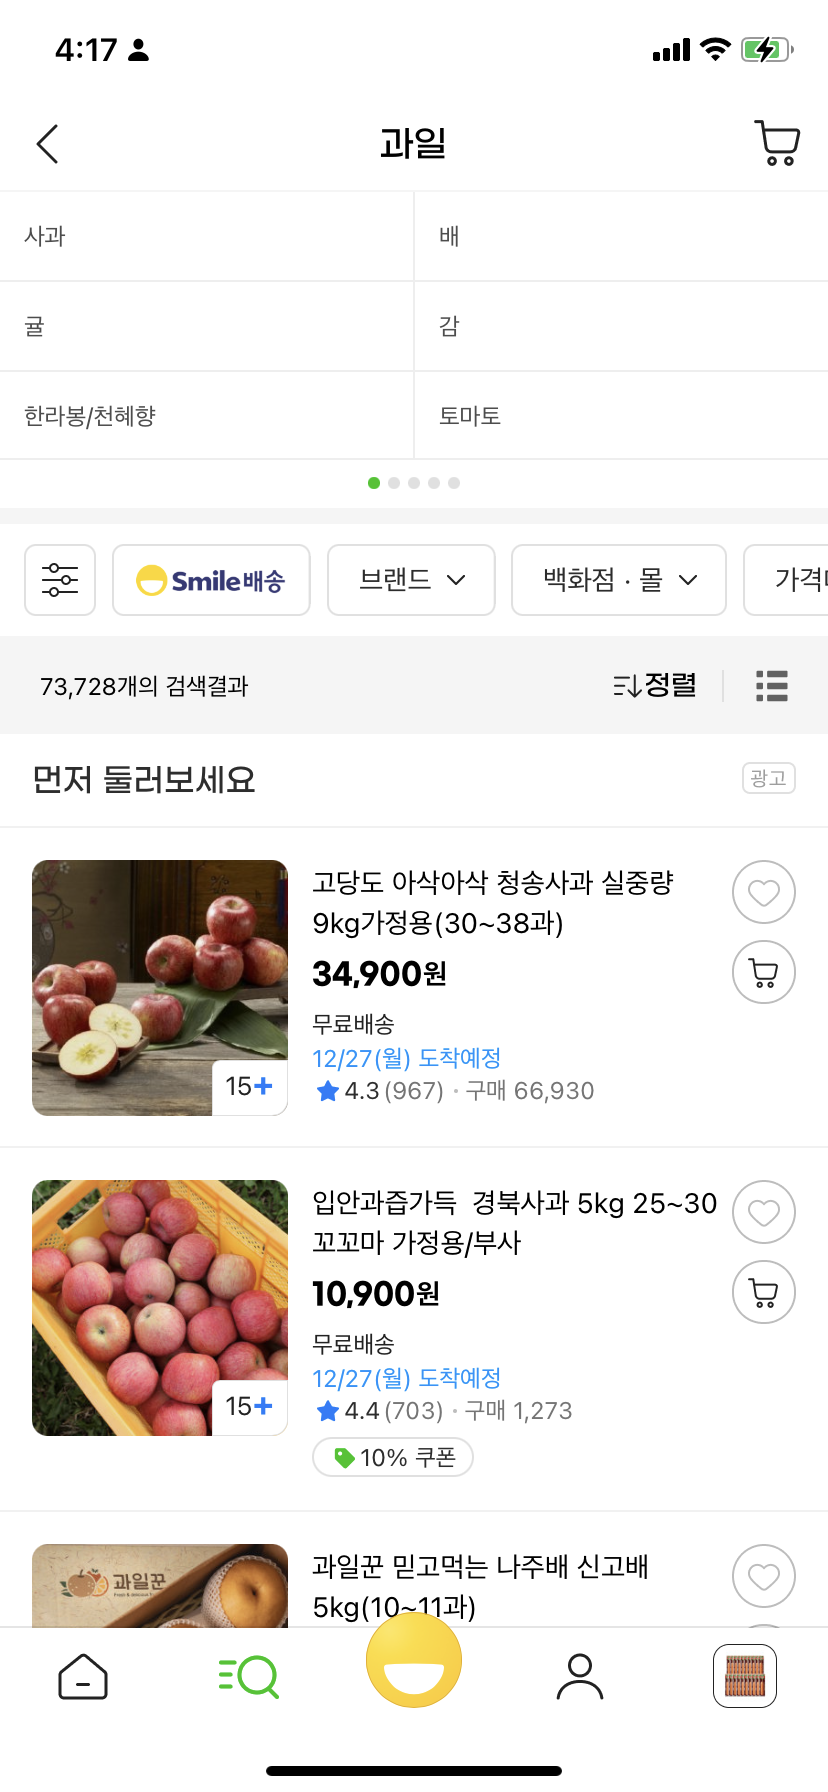 4:17
과일
사과
배
귤
감
한라봉/천혜향
토마토
Smile배송
브랜드
백화점 · 몰
73,728개의 검색결과
정렬
먼저 둘러보세요
광고
고당도 아삭아삭 청송사과 실중량
9kg가정용(30~38과)
34,900원
무료배송
12/27(월) 도착예정
4.3(967) · 구매 66,930
15+
입안과즙가득 경북사과 5kg 25~30
꼬꼬마 가정용/부사
10,900원
무료배송
12/27(월) 도착예정
4.4(703) · 구매 1,273
15+
10% 쿠폰
과일꾼
과일꾼 믿고먹는 나주배 신고배
5kg(10~11과)